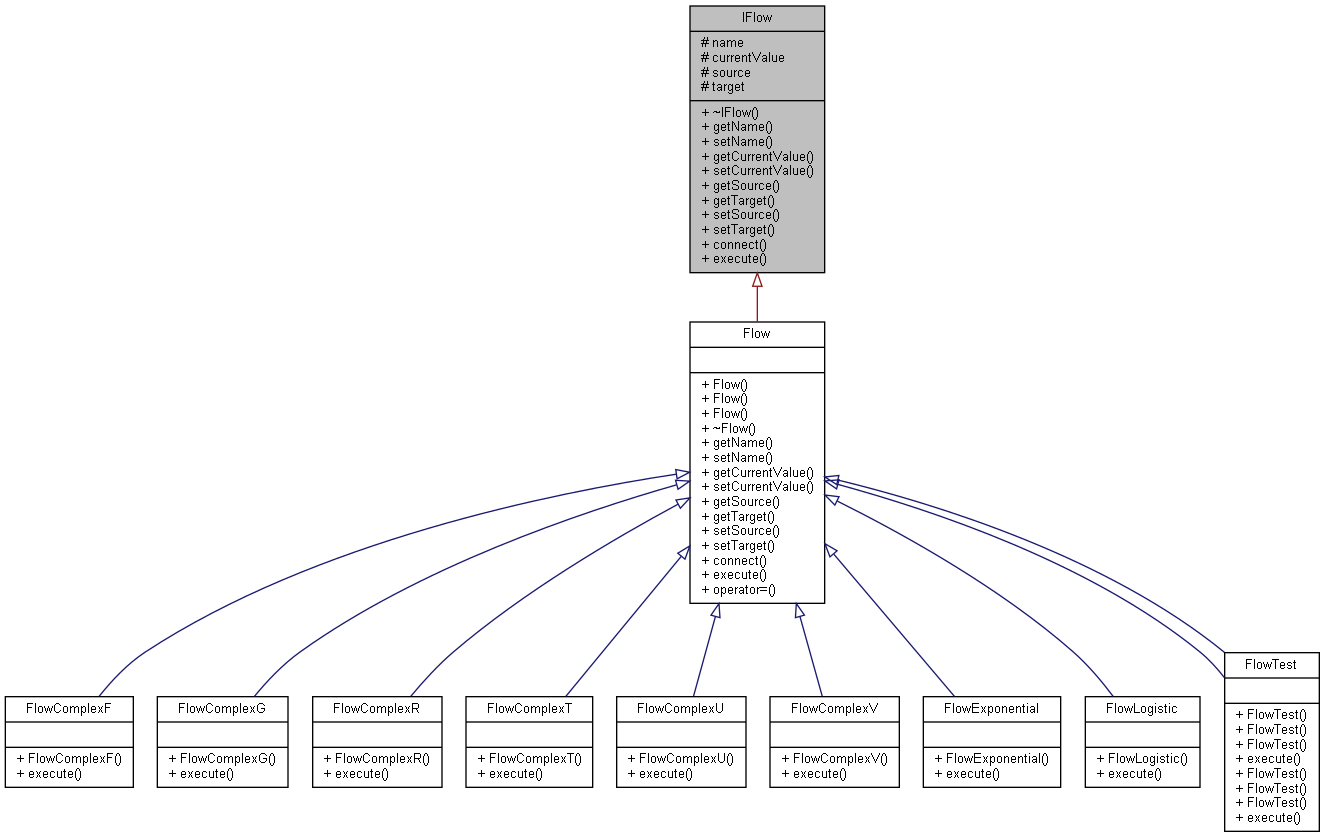 IFlow
# name
# currentValue
# source
# target
+ ~IFlow()
+ getName()
+ setName()
+ getCurrentValue()
+ setCurrentValue()
+ getSource()
+ getTarget()
+ setSource()
+ setTarget()
+ connect()
+ execute()
Flow
+ Flow()
+ Flow()
+ Flow()
+ ~Flow()
+ getName()
+ setName()
+ getCurrentValue()
+ setCurrentValue()
+ getSource()
+ getTarget()
+ setSource()
+ setTarget()
+ connect()
+ execute()
+ operator=()
FlowComplexF
+ FlowComplexF()
+ execute()
FlowComplexG
+ FlowComplexG()
+ execute()
FlowComplexR
+ FlowComplexR()
+ execute()
FlowComplexT
+ FlowComplexT()
+ execute()
FlowComplexU
+ FlowComplexU()
+ execute()
FlowComplexV
+ FlowComplexV()
+ execute()
FlowExponential
+ FlowExponential()
+ execute()
FlowLogistic
+ FlowLogistic()
+ execute()
FlowTest
+ FlowTest()
+ FlowTest()
+ FlowTest()
+ execute()
+ FlowTest()
+ FlowTest()
+ FlowTest()
+ execute()